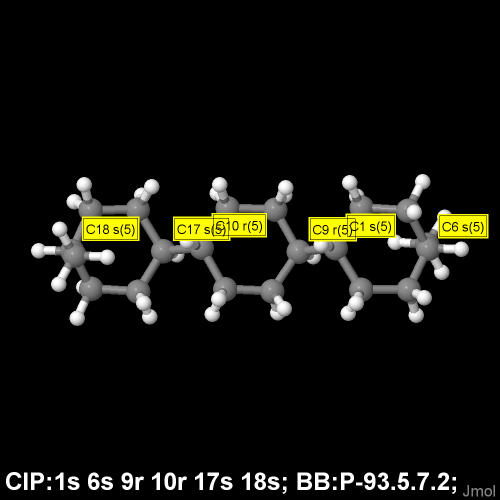 C18 s(5)
C17 s(5)
C10 r(5)
C9 r(5)
C1 s(5)
C6 s(5)
CIP:1s 6s 9r 10r 17s 18s; BB:P-93.5.7.2;
Jmol